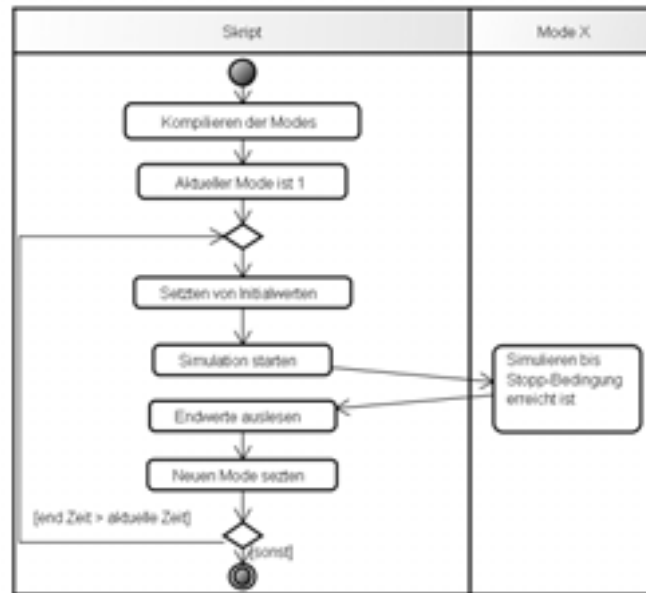 Skript
Mode X
Kompilieren der Modes
Aktueller Mode ist 1
Setzten von Initialwerten
Simulation starten
Simulieren bis
Stopp-Bedingung
erreicht ist
Endwerte auslesen
Neuen Mode sezten
[end Zeit > aktuelle Zeit]
[sonst]